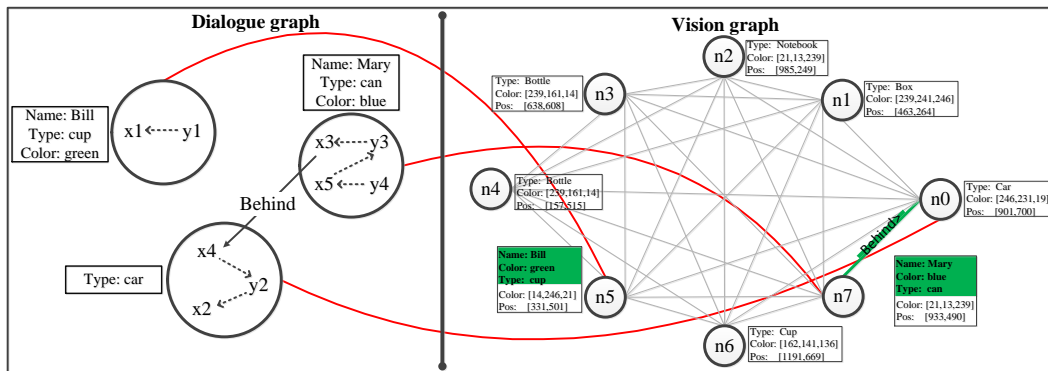 Dialogue graph
Vision graph
Name: Bill
Type: cup
Color: green
x1
y1
Name: Mary
Type: can
Color: blue
x3
y3
x5
y4
Behind
Type: car
x4
y2
x2
n2
Type: Notebook
Color: [21,13,239]
Pos: [985,249]
n3
Type: Bottle
Color: [239,161,14]
Pos: [638,608]
n1
Type: Box
Color: [239,241,246]
Pos: [463,264]
n4
Type: Bottle
Color: [239,161,14]
Pos: [157,515]
n0
Type: Car
Color: [246,231,19]
Pos: [901,700]
Behind>
Name: Bill
Color: green
Type: cup
Color: [14,246,21]
Pos: [331,501]
n5
n7
Name: Mary
Color: blue
Type: can
Color: [21,13,239]
Pos: [933,490]
n6
Type: Cup
Color: [162,141,136]
Pos: [1191,669]